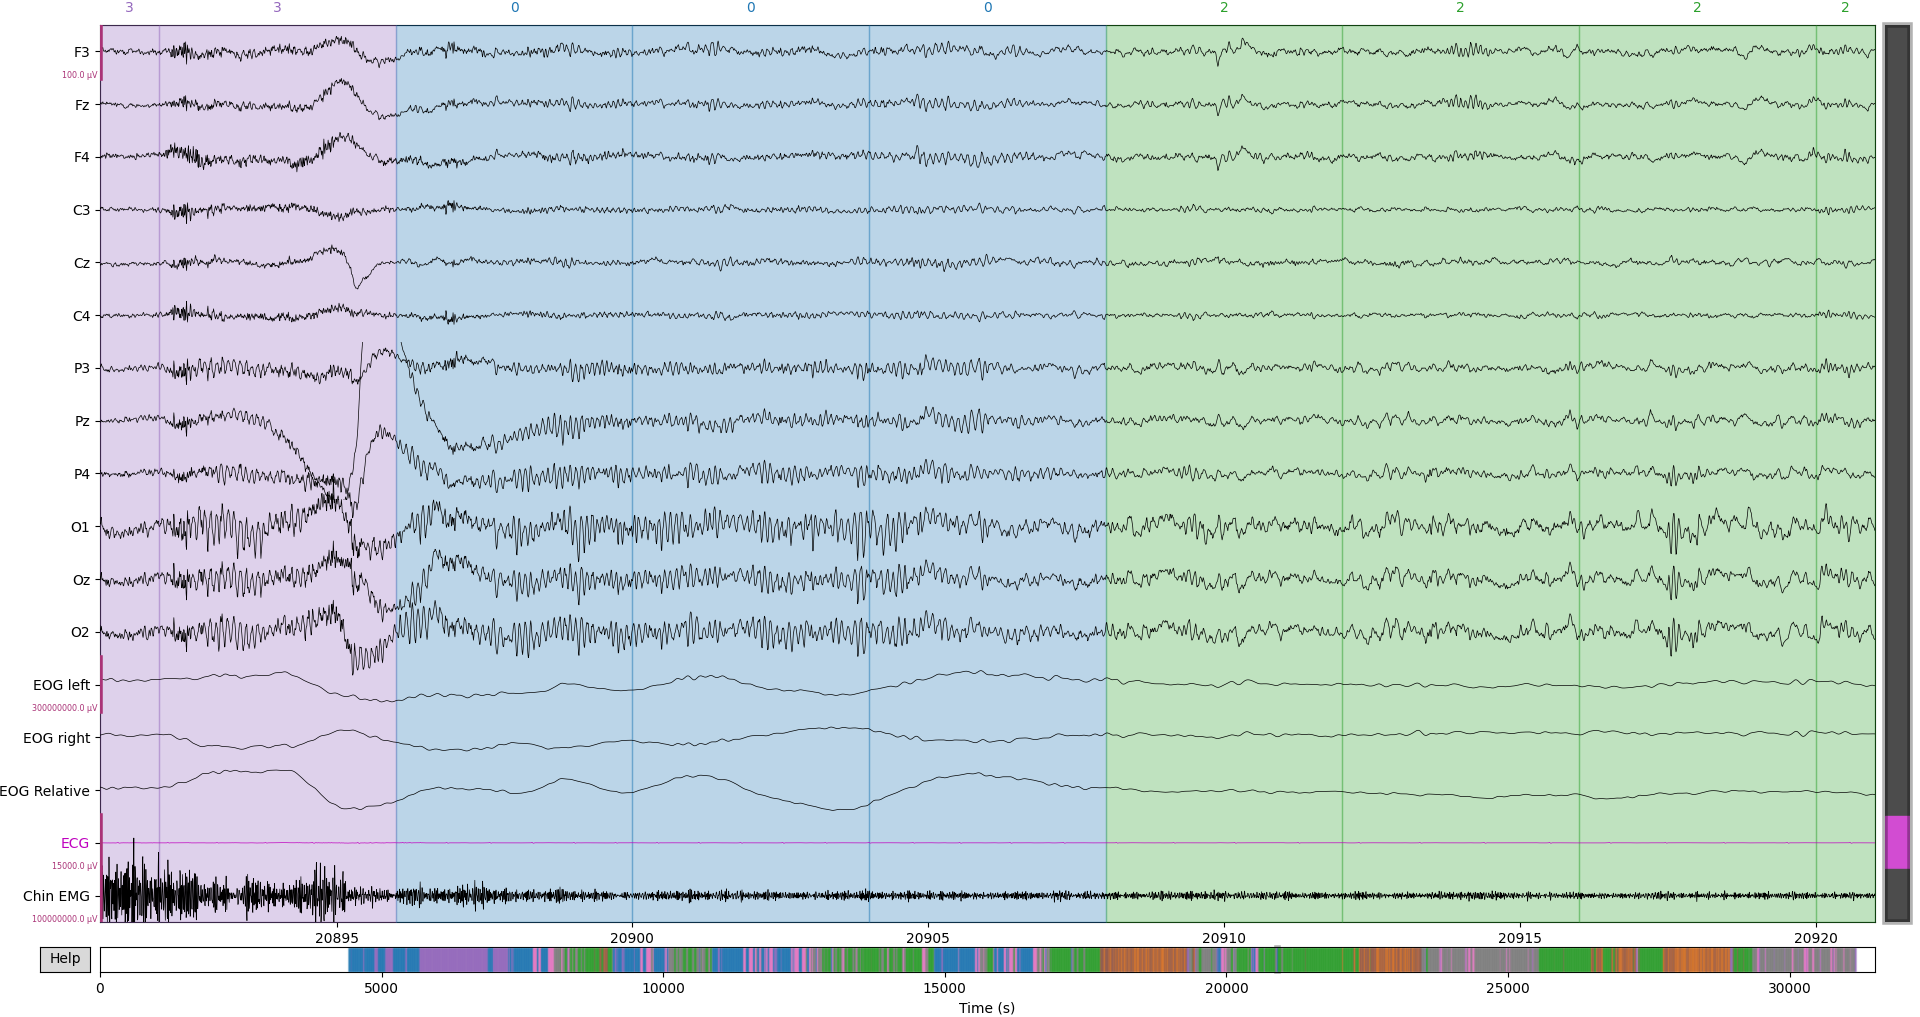 3 3 0 0 0 2 2 2 2
F3
100.0 µV
Fz
F4
C3
Cz
C4
P3
Pz
P4
O1
Oz
O2
EOG left
300000000.0 µV
EOG right
EOG Relative
ECG
15000.0 µV
Chin EMG
100000000.0 µV
20895 20900 20905 20910 20915 20920
Help
0 5000 10000 15000 20000 25000 30000
Time (s)